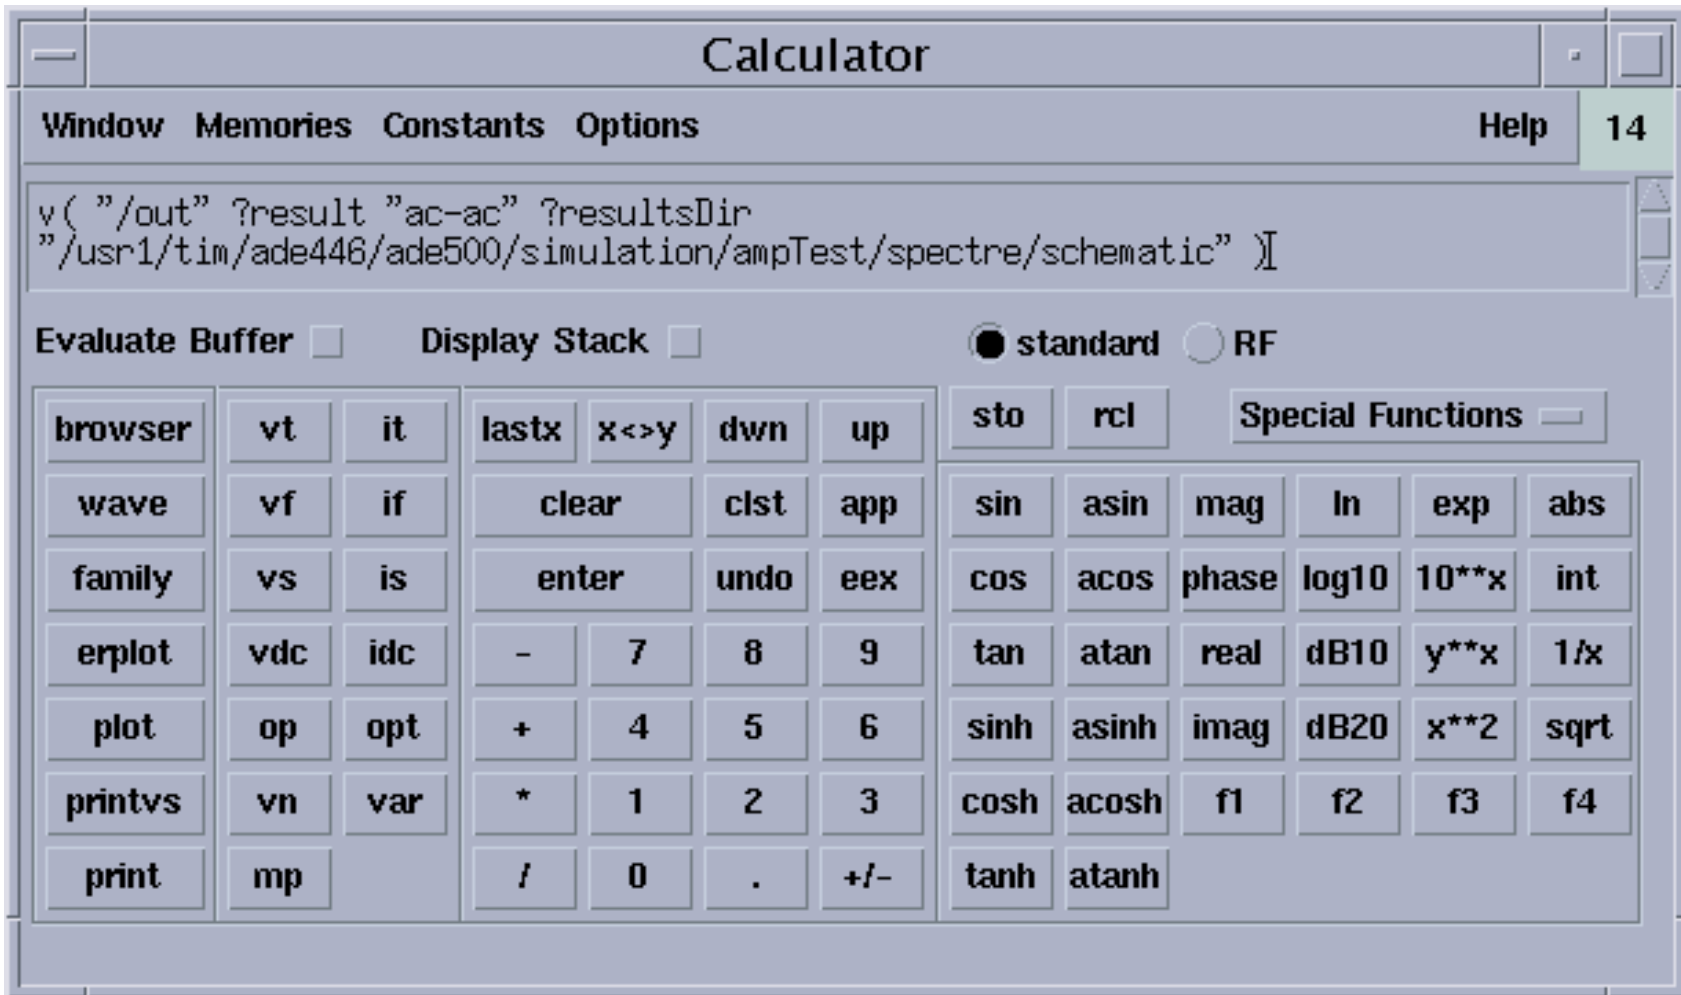 Calculator
Window Memories Constants Options Help 14
v( "/out" ?result "ac-ac" ?resultsDir
"/usr1/tim/ade446/ade500/simulation/ampTest/spectre/schematic" )
Evaluate Buffer Display Stack standard RF
browser vt it lastx x<>y dwn up sto rcl Special Functions
wave vf if clear clst app sin asin mag ln exp abs
family vs is enter undo eex cos acos phase log10 10**x int
erplot vdc idc - 7 8 9 tan atan real dB10 y**x 1/x
plot op opt + 4 5 6 sinh asinh imag dB20 x**2 sqrt
printvs vn var * 1 2 3 cosh acosh f1 f2 f3 f4
print mp / 0 . +/- tanh atanh